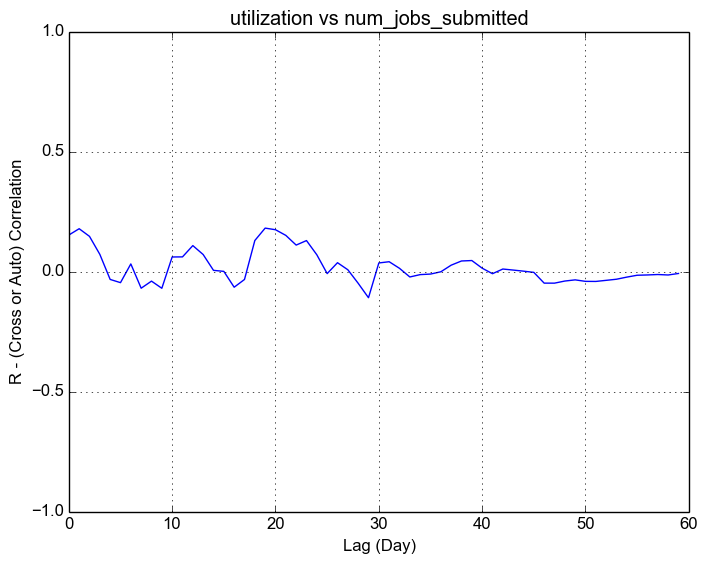 utilization vs num_jobs_submitted
1.0
0.5
0.0
−0.5
−1.0
R - (Cross or Auto) Correlation
0 10 20 30 40 50 60
Lag (Day)